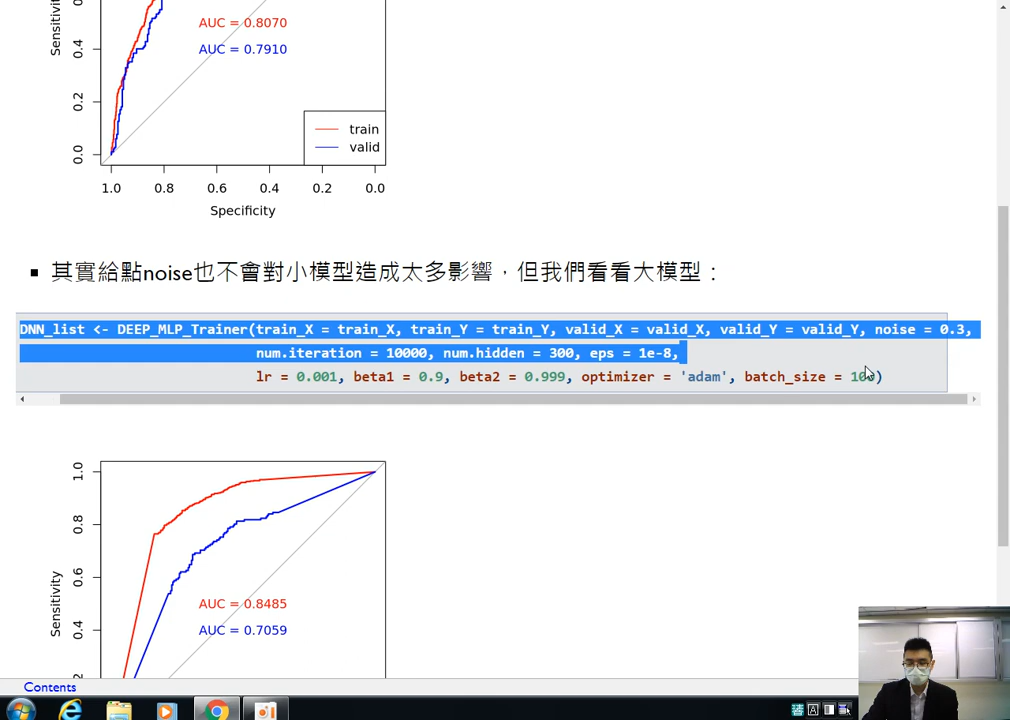 Sensitivity
0.4
0.2
0.0
AUC = 0.8070
AUC = 0.7910
train
valid
1.0 0.8 0.6 0.4 0.2 0.0
Specificity
其實給點noise也不會對小模型造成太多影響，但我們看看大模型：
DNN_list <- DEEP_MLP_Trainer(train_X = train_X, train_Y = train_Y, valid_X = valid_X, valid_Y = valid_Y, noise = 0.3,
num.iteration = 10000, num.hidden = 300, eps = 1e-8,
lr = 0.001, beta1 = 0.9, beta2 = 0.999, optimizer = 'adam', batch_size = 100)
1.0
0.8
0.6
0.4
Sensitivity
AUC = 0.8485
AUC = 0.7059
Contents